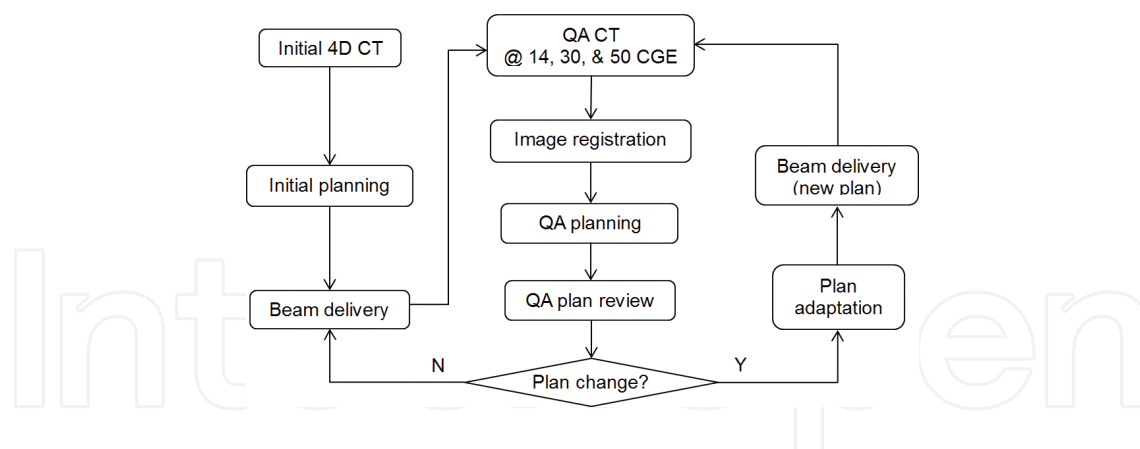 Initial 4D CT
Initial planning
Beam delivery
QA CT
@ 14, 30, & 50 CGE
Image registration
QA planning
QA plan review
Plan change?
N
Y
Plan
adaptation
Beam delivery
(new plan)